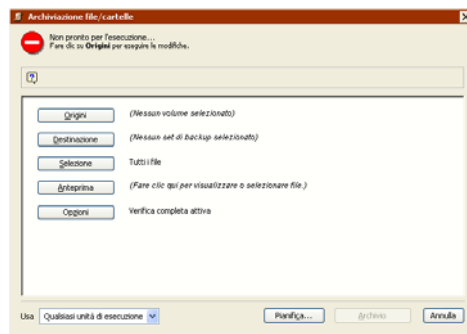 Archiviazione file/cartelle
Non pronto per l'esecuzione...
Fare clic su Origini per eseguire le modifiche.
Origini (Nessun volume selezionato)
Destinazione (Nessun set di backup selezionato)
Selezione Tutti i file
Anteprima (Fare clic qui per visualizzare o selezionare file.)
Opzioni Verifica completa attiva
Usa Qualsiasi unità di esecuzione Pianifica... Archivio Annulla